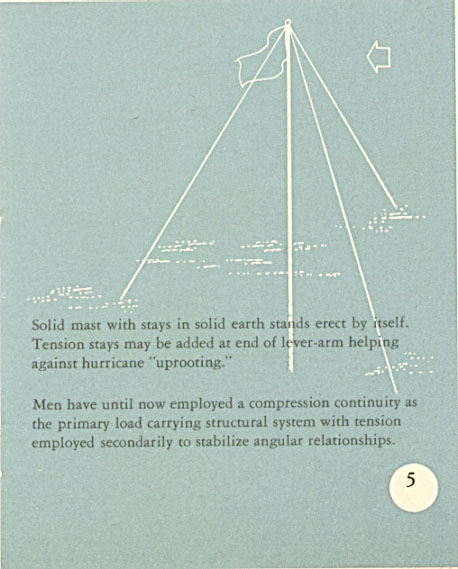 Solid mast with stays in solid earth stands erect by itself.
Tension stays may be added at end of lever-arm helping
against hurricane "uprooting."
Men have until now employed a compression continuity as
the primary load carrying structural system with tension
employed secondarily to stabilize angular relationships.
5